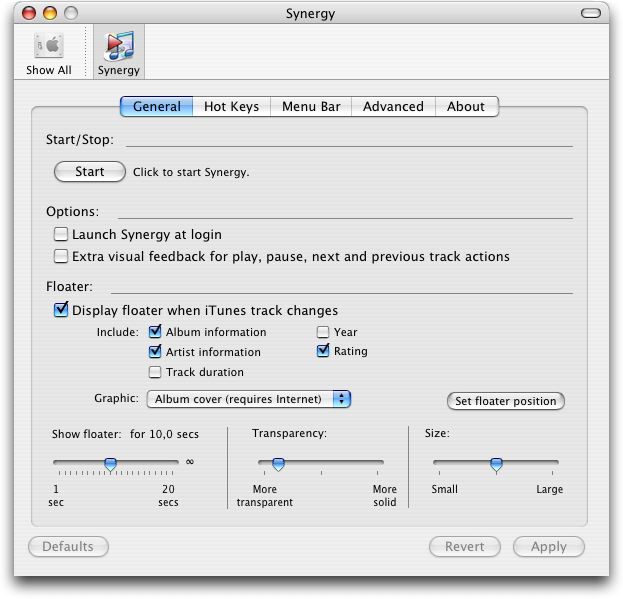 Synergy
Show All
Synergy
General Hot Keys Menu Bar Advanced About
Start/Stop:
Start Click to start Synergy.
Options:
Launch Synergy at login
Extra visual feedback for play, pause, next and previous track actions
Floater:
Display floater when iTunes track changes
Include: Album information Year
Artist information Rating
Track duration
Graphic: Album cover (requires Internet) Set floater position
Show floater: for 10,0 secs Transparency: Size:
∞
1 20 More More Small Large
sec secs transparent solid
Defaults Revert Apply